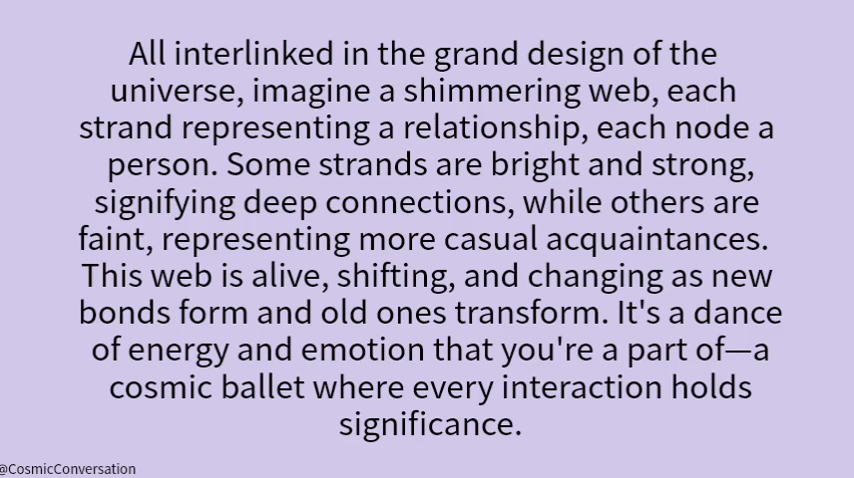 All interlinked in the grand design of the
universe, imagine a shimmering web, each
strand representing a relationship, each node a
person. Some strands are bright and strong,
signifying deep connections, while others are
faint, representing more casual acquaintances.
This web is alive, shifting, and changing as new
bonds form and old ones transform. It's a dance
of energy and emotion that you're a part of—a
cosmic ballet where every interaction holds
significance.
@CosmicConversation